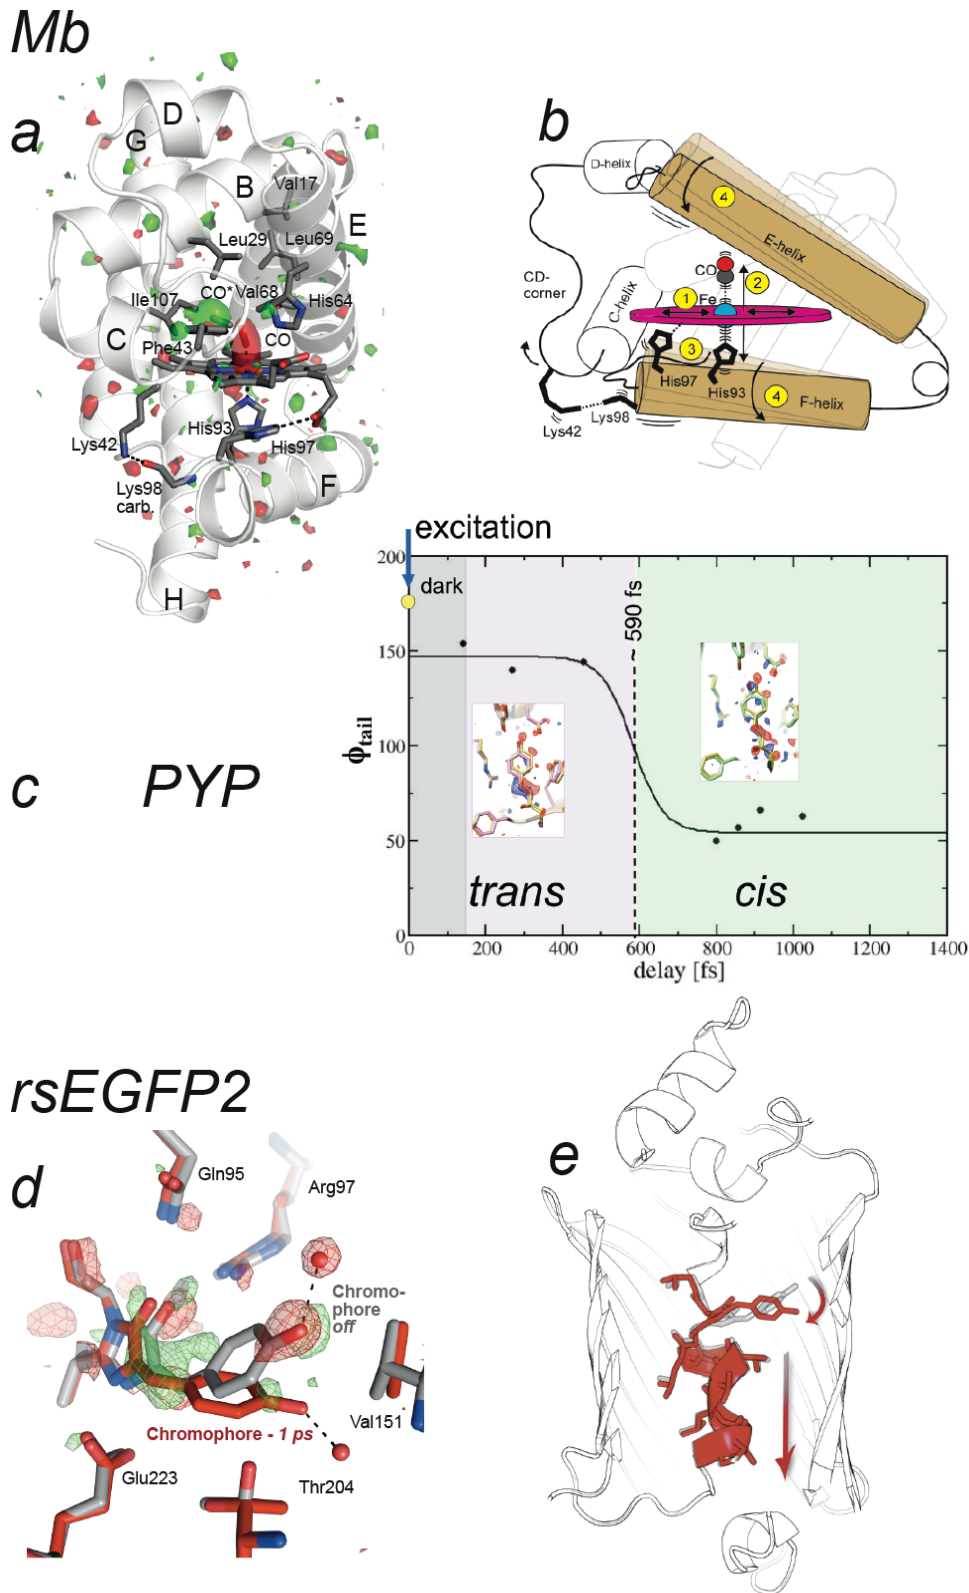 Mb
a
D
G
B
Val17
E
Leu29
Leu69
CO*
Val68
Ile107
His64
C
CO
Phe43
His93
Lys42
His97
Lys98
carb.
F
H
b
D-helix
4
E-helix
CO
2
CD-
corner
C-helix
1
Fe
3
His97
His93
4
F-helix
Lys98
Lys42
excitation
200
dark
~ 590 fs
150
ϕtail
100
50
trans
cis
0
0
200
400
600
800
1000
1200
1400
delay [fs]
c
PYP
rsEGFP2
d
Gln95
Arg97
Chromo-
phore
off
Val151
Chromophore - 1 ps
Glu223
Thr204
e